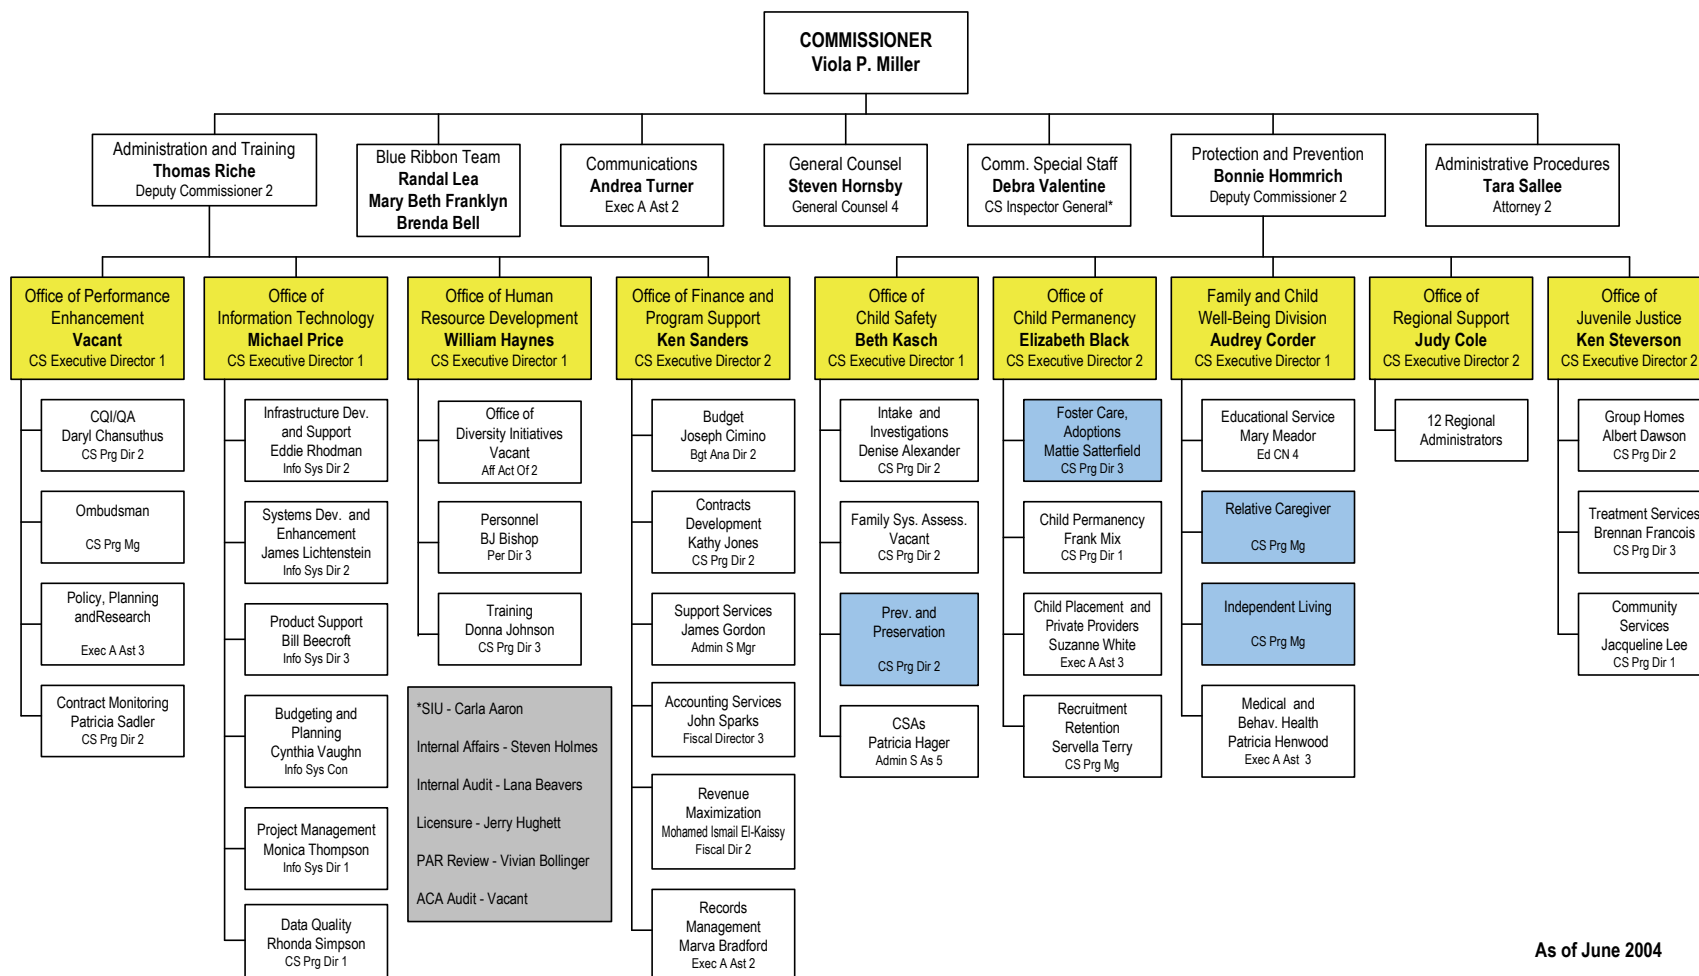 COMMISSIONER
Viola P. Miller
Administration and Training
Thomas Riche
Deputy Commissioner 2
Blue Ribbon Team
Randal Lea
Mary Beth Franklyn
Brenda Bell
Communications
Andrea Turner
Exec A Ast 2
General Counsel
Steven Hornsby
General Counsel 4
Comm. Special Staff
Debra Valentine
CS Inspector General*
Protection and Prevention
Bonnie Hommrich
Deputy Commissioner 2
Administrative Procedures
Tara Sallee
Attorney 2
Office of Performance
Enhancement
Vacant
CS Executive Director 1
Office of
Information Technology
Michael Price
CS Executive Director 1
Office of Human
Resource Development
William Haynes
CS Executive Director 1
Office of Finance and
Program Support
Ken Sanders
CS Executive Director 2
Office of
Child Safety
Beth Kasch
CS Executive Director 1
Office of
Child Permanency
Elizabeth Black
CS Executive Director 2
Family and Child
Well-Being Division
Audrey Corder
CS Executive Director 1
Office of
Regional Support
Judy Cole
CS Executive Director 2
Office of
Juvenile Justice
Ken Steverson
CS Executive Director 2
CQI/QA
Daryl Chansuthus
CS Prg Dir 2
Ombudsman
CS Prg Mg
Policy, Planning
andResearch
Exec A Ast 3
Contract Monitoring
Patricia Sadler
CS Prg Dir 2
Infrastructure Dev.
and Support
Eddie Rhodman
Info Sys Dir 2
Systems Dev. and
Enhancement
James Lichtenstein
Info Sys Dir 2
Product Support
Bill Beecroft
Info Sys Dir 3
Budgeting and
Planning
Cynthia Vaughn
Info Sys Con
Project Management
Monica Thompson
Info Sys Dir 1
Data Quality
Rhonda Simpson
CS Prg Dir 1
Office of
Diversity Initiatives
Vacant
Aff Act Of 2
Personnel
BJ Bishop
Per Dir 3
Training
Donna Johnson
CS Prg Dir 3
*SIU - Carla Aaron
Internal Affairs - Steven Holmes
Internal Audit - Lana Beavers
Licensure - Jerry Hughett
PAR Review - Vivian Bollinger
ACA Audit - Vacant
Budget
Joseph Cimino
Bgt Ana Dir 2
Contracts
Development
Kathy Jones
CS Prg Dir 2
Support Services
James Gordon
Admin S Mgr
Accounting Services
John Sparks
Fiscal Director 3
Revenue
Maximization
Mohamed Ismail El-Kaissy
Fiscal Dir 2
Records
Management
Marva Bradford
Exec A Ast 2
Intake and
Investigations
Denise Alexander
CS Prg Dir 2
Family Sys. Assess.
Vacant
CS Prg Dir 2
Prev. and
Preservation
CS Prg Dir 2
CSAs
Patricia Hager
Admin S As 5
Foster Care,
Adoptions
Mattie Satterfield
CS Prg Dir 3
Child Permanency
Frank Mix
CS Prg Dir 1
Child Placement and
Private Providers
Suzanne White
Exec A Ast 3
Recruitment
Retention
Servella Terry
CS Prg Mg
Educational Service
Mary Meador
Ed CN 4
Relative Caregiver
CS Prg Mg
Independent Living
CS Prg Mg
Medical and
Behav. Health
Patricia Henwood
Exec A Ast 3
12 Regional
Administrators
Group Homes
Albert Dawson
CS Prg Dir 2
Treatment Services
Brennan Francois
CS Prg Dir 3
Community
Services
Jacqueline Lee
CS Prg Dir 1
As of June 2004